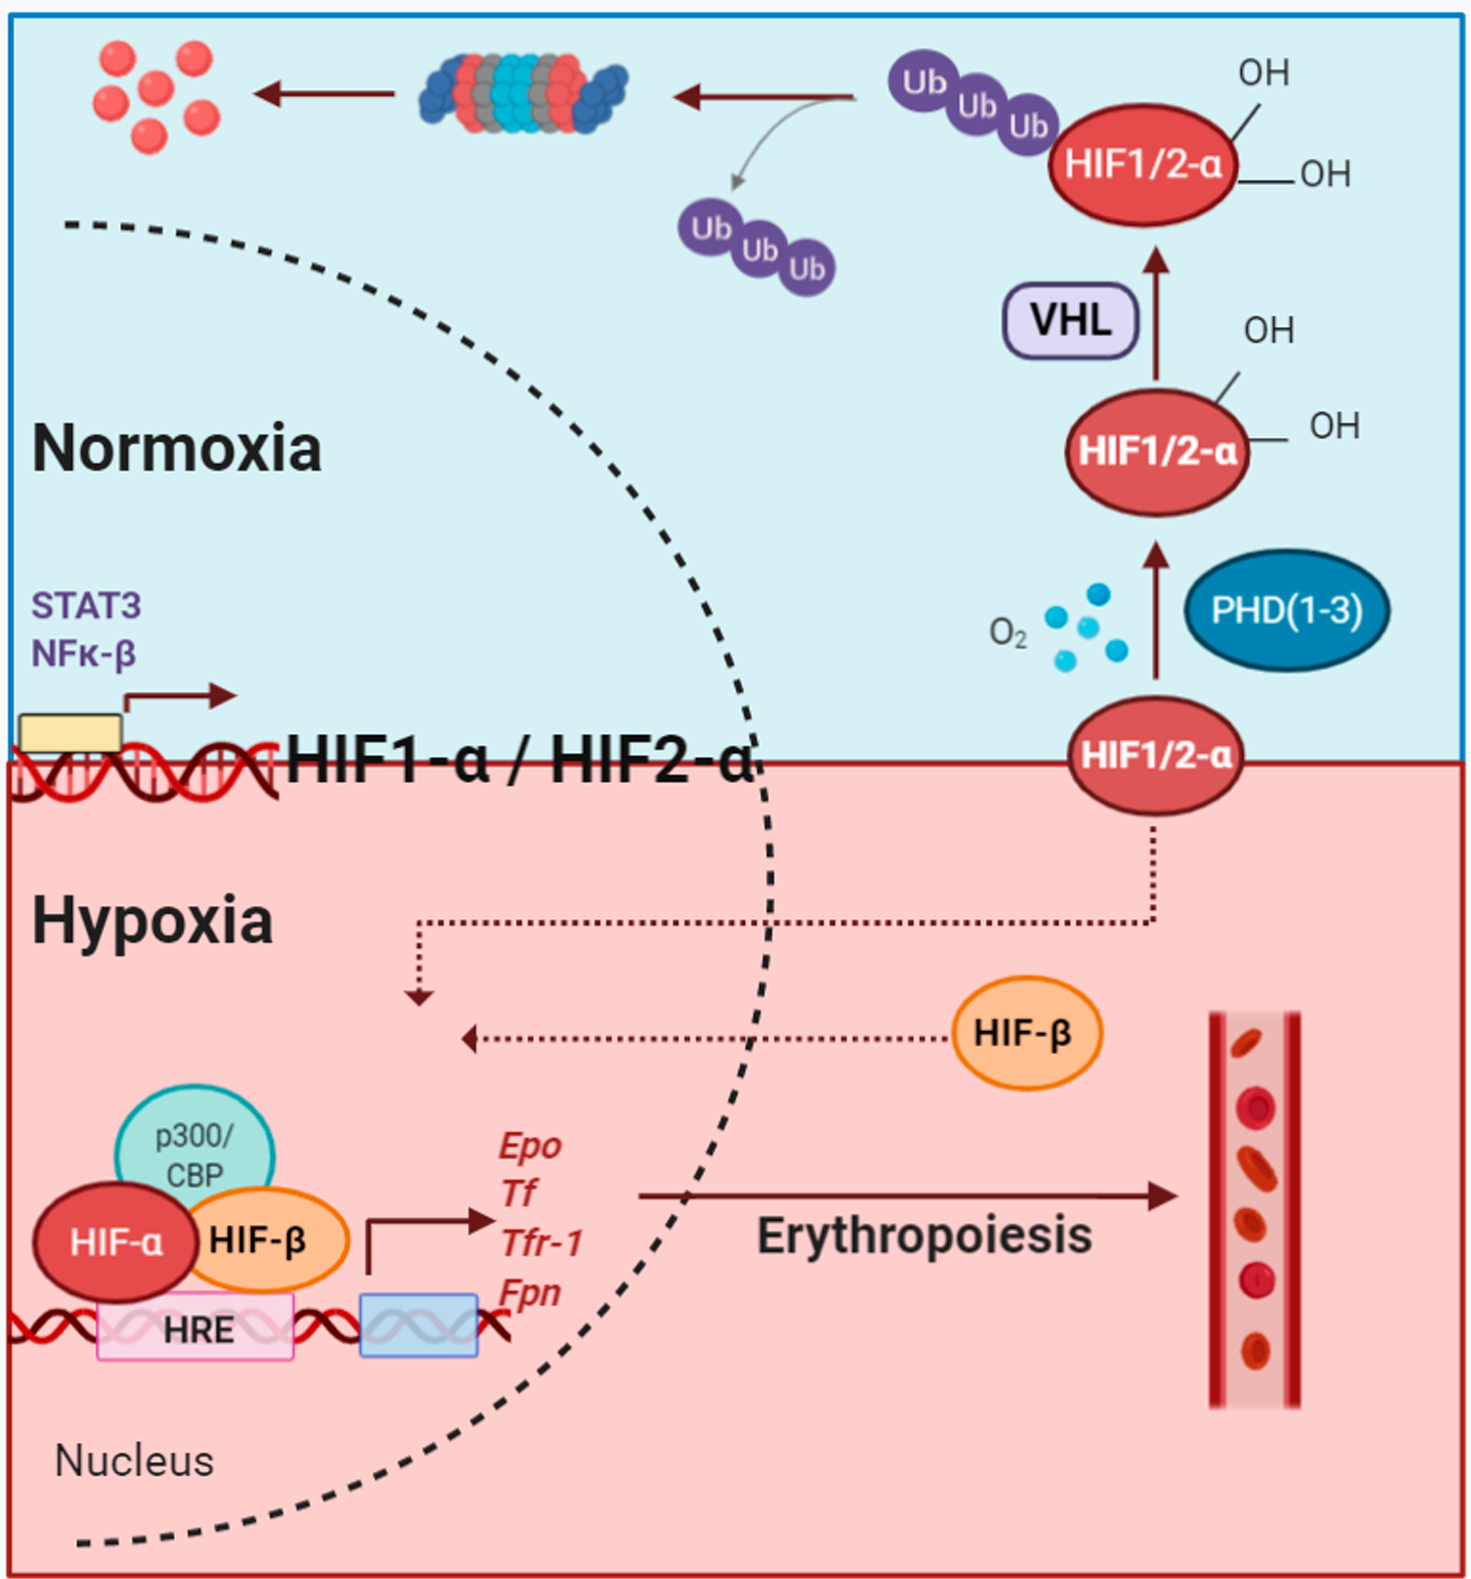 OH
Ub
Ub
Ub
HIF1/2-α
OH
Ub
Ub
Ub
VHL
OH
Normoxia
HIF1/2-α
OH
STAT3
NFκ-β
O₂
PHD(1-3)
HIF1-α / HIF2-α
HIF1/2-α
Hypoxia
HIF-β
p300/
CBP
HIF-α
HIF-β
Epo
Tf
Tfr-1
Fpn
Erythropoiesis
HRE
Nucleus